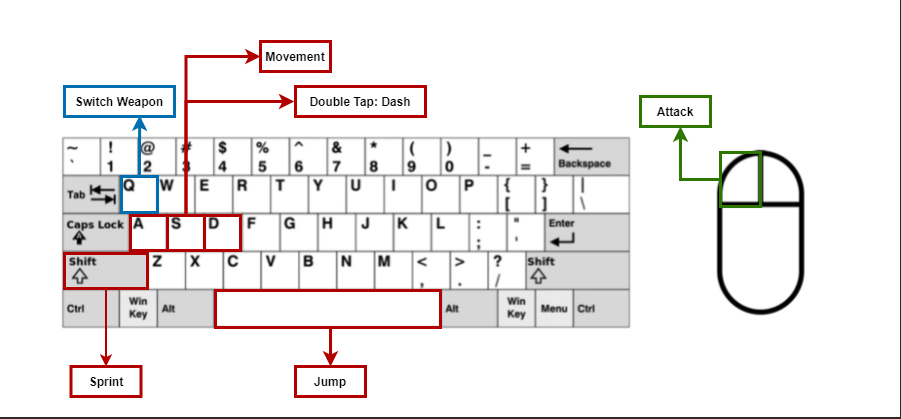 Movement
Switch Weapon
Double Tap: Dash
Attack
~ ! @ # $ % ^ & * ( ) _ + Backspace
` 1 2 3 4 5 6 7 8 9 0 - =
Tab Q W E R T Y U I O P { } |
[ ] \
Caps Lock A S D F G H J K L : " Enter
; '
Shift Z X C V B N M < > ? Shift
, . /
Ctrl Win Key Alt Alt Win Key Menu Ctrl
Sprint
Jump